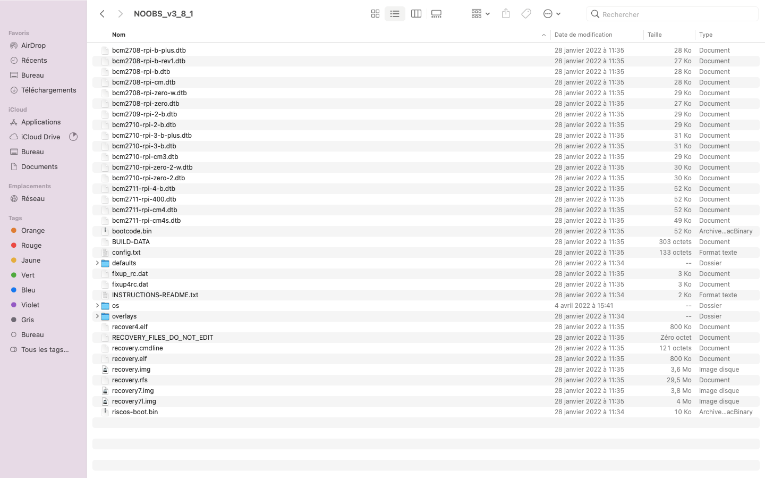 NOOBS_v3_8_1
Rechercher
Favoris
AirDrop
Récents
Bureau
Téléchargements
iCloud
Applications
iCloud Drive
Bureau
Documents
Emplacements
Réseau
Tags
Orange
Rouge
Jaune
Vert
Bleu
Violet
Gris
Bureau
Tous les tags...
Nom Date de modification Taille Type
bcm2708-rpi-b-plus.dtb 28 janvier 2022 à 11:35 28 Ko Document
bcm2708-rpi-b-rev1.dtb 28 janvier 2022 à 11:35 27 Ko Document
bcm2708-rpi-b.dtb 28 janvier 2022 à 11:35 28 Ko Document
bcm2708-rpi-cm.dtb 28 janvier 2022 à 11:35 28 Ko Document
bcm2708-rpi-zero-w.dtb 28 janvier 2022 à 11:35 29 Ko Document
bcm2708-rpi-zero.dtb 28 janvier 2022 à 11:35 27 Ko Document
bcm2709-rpi-2-b.dtb 28 janvier 2022 à 11:35 29 Ko Document
bcm2710-rpi-2-b.dtb 28 janvier 2022 à 11:35 29 Ko Document
bcm2710-rpi-3-b-plus.dtb 28 janvier 2022 à 11:35 31 Ko Document
bcm2710-rpi-3-b.dtb 28 janvier 2022 à 11:35 31 Ko Document
bcm2710-rpi-cm3.dtb 28 janvier 2022 à 11:35 29 Ko Document
bcm2710-rpi-zero-2-w.dtb 28 janvier 2022 à 11:35 30 Ko Document
bcm2710-rpi-zero-2.dtb 28 janvier 2022 à 11:35 30 Ko Document
bcm2711-rpi-4-b.dtb 28 janvier 2022 à 11:35 52 Ko Document
bcm2711-rpi-400.dtb 28 janvier 2022 à 11:35 52 Ko Document
bcm2711-rpi-cm4.dtb 28 janvier 2022 à 11:35 52 Ko Document
bcm2711-rpi-cm4s.dtb 28 janvier 2022 à 11:35 49 Ko Document
bootcode.bin 28 janvier 2022 à 11:35 52 Ko Archive...acBinary
BUILD-DATA 28 janvier 2022 à 11:35 303 octets Document
config.txt 28 janvier 2022 à 11:35 133 octets Format texte
defaults 28 janvier 2022 à 11:34 -- Dossier
fixup_rc.dat 28 janvier 2022 à 11:35 3 Ko Document
fixup4rc.dat 28 janvier 2022 à 11:35 3 Ko Document
INSTRUCTIONS-README.txt 28 janvier 2022 à 11:34 2 Ko Format texte
os 4 avril 2022 à 15:41 -- Dossier
overlays 28 janvier 2022 à 11:34 -- Dossier
recover4.elf 28 janvier 2022 à 11:35 800 Ko Document
RECOVERY_FILES_DO_NOT_EDIT 28 janvier 2022 à 11:35 Zéro octet Document
recovery.cmdline 28 janvier 2022 à 11:35 121 octets Document
recovery.elf 28 janvier 2022 à 11:35 800 Ko Document
recovery.img 28 janvier 2022 à 11:35 3,6 Mo Image disque
recovery.rfs 28 janvier 2022 à 11:35 29,5 Mo Document
recovery7.img 28 janvier 2022 à 11:35 3,8 Mo Image disque
recovery7l.img 28 janvier 2022 à 11:35 4 Mo Image disque
riscos-boot.bin 28 janvier 2022 à 11:34 10 Ko Archive...acBinary